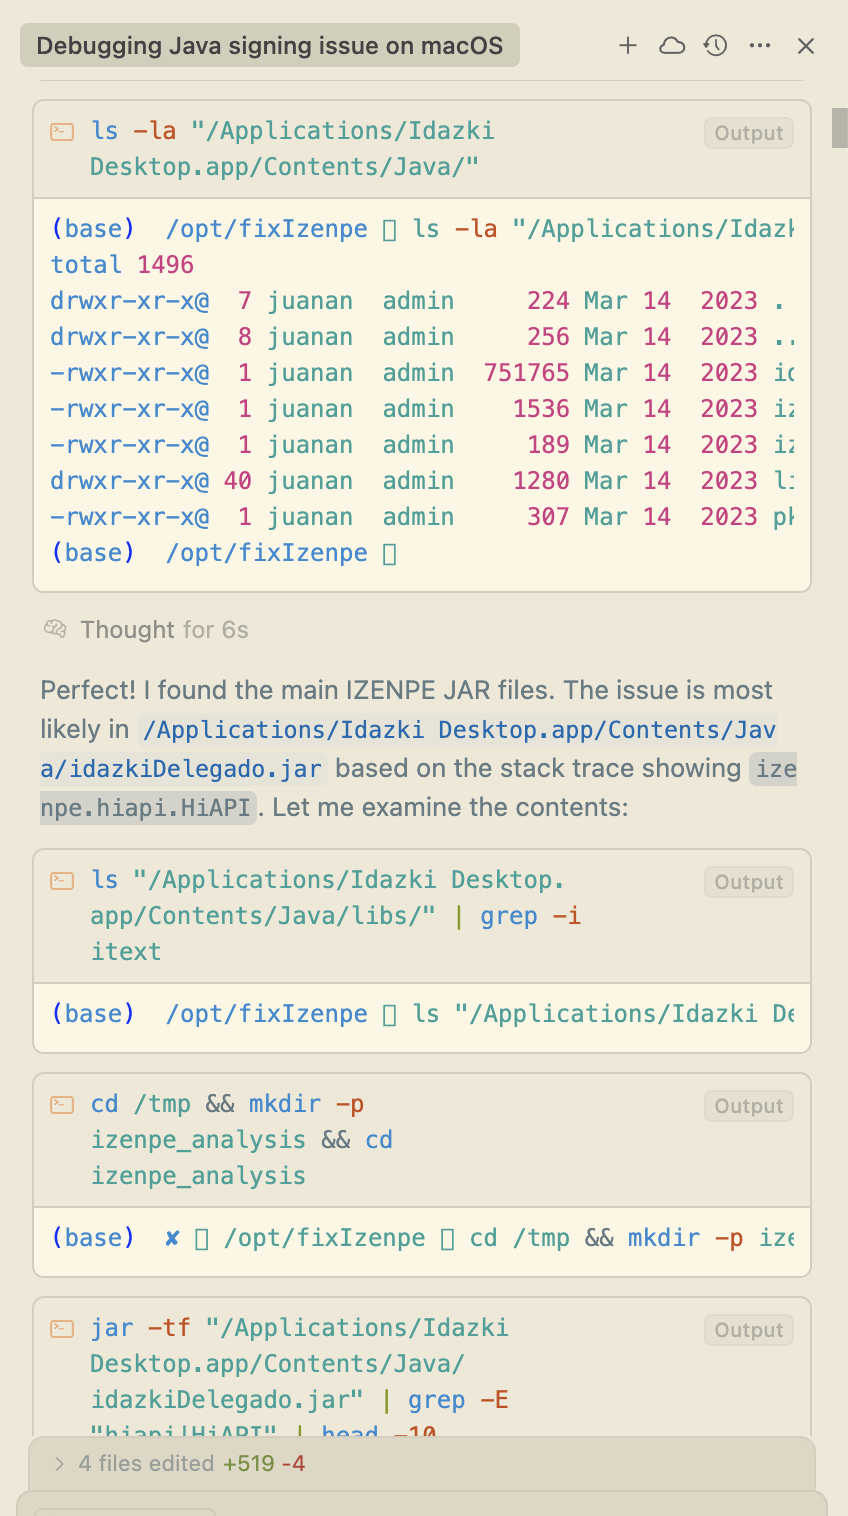 Debugging Java signing issue on macOS
ls -la "/Applications/Idazki
Output
Desktop.app/Contents/Java/"
(base) /opt/fixIzenpe ls -la "/Applications/Idazk
total 1496
drwxr-xr-x@ 7 juanan admin 224 Mar 14 2023 .
drwxr-xr-x@ 8 juanan admin 256 Mar 14 2023 ..
-rwxr-xr-x@ 1 juanan admin 751765 Mar 14 2023 id
-rwxr-xr-x@ 1 juanan admin 1536 Mar 14 2023 iz
-rwxr-xr-x@ 1 juanan admin 189 Mar 14 2023 iz
drwxr-xr-x@ 40 juanan admin 1280 Mar 14 2023 li
-rwxr-xr-x@ 1 juanan admin 307 Mar 14 2023 pk
(base) /opt/fixIzenpe
Thought for 6s
Perfect! I found the main IZENPE JAR files. The issue is most
likely in /Applications/Idazki Desktop.app/Contents/Jav
a/idazkiDelegado.jar based on the stack trace showing ize
npe.hiapi.HiAPI. Let me examine the contents:
ls "/Applications/Idazki Desktop.
Output
app/Contents/Java/libs/" | grep -i
itext
(base) /opt/fixIzenpe ls "/Applications/Idazki De
cd /tmp && mkdir -p
Output
izenpe_analysis && cd
izenpe_analysis
(base) ✘ /opt/fixIzenpe cd /tmp && mkdir -p ize
jar -tf "/Applications/Idazki
Output
Desktop.app/Contents/Java/
idazkiDelegado.jar" | grep -E
"hiapi|HiAPI" | head -10
4 files edited +519 -4